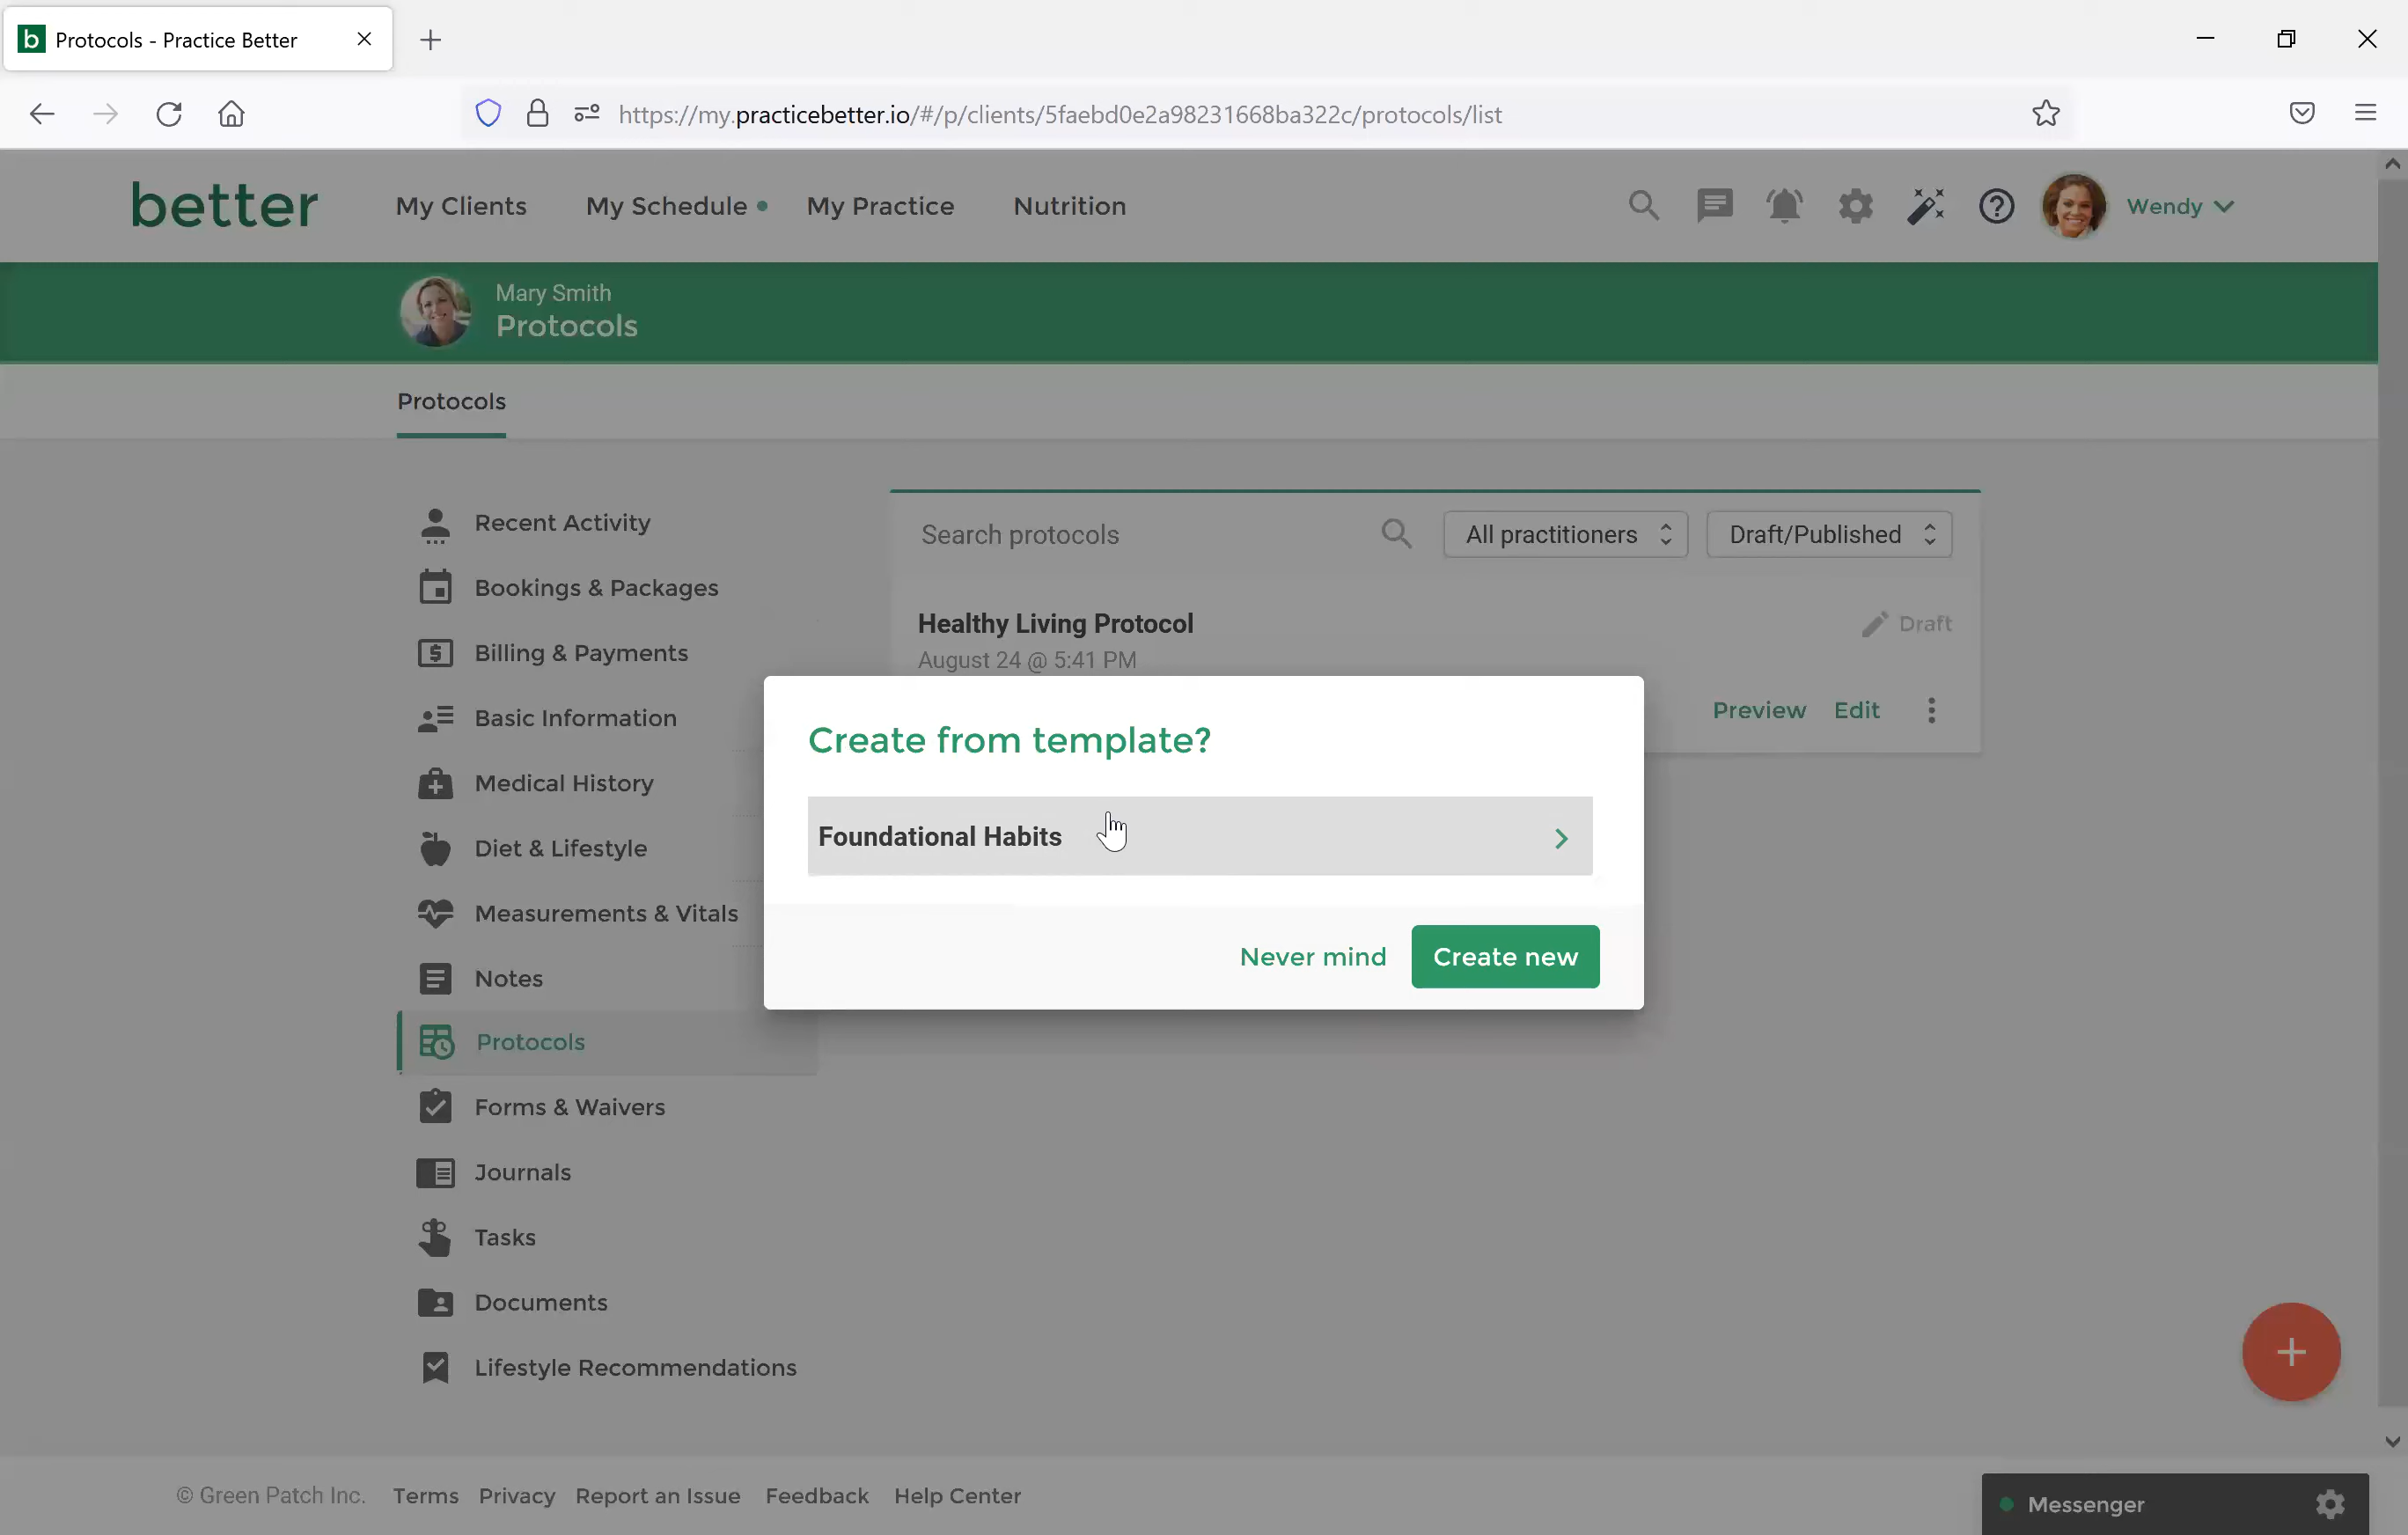 Protocols - Practice Better
https://my.practicebetter.io/#/p/clients/5faebd0e2a98231668ba322c/protocols/list
better
My Clients
My Schedule
My Practice
Nutrition
Wendy
Mary Smith
Protocols
Protocols
Recent Activity
Bookings & Packages
Billing & Payments
Basic Information
Medical History
Diet & Lifestyle
Measurements & Vitals
Notes
Protocols
Forms & Waivers
Journals
Tasks
Documents
Lifestyle Recommendations
Search protocols
All practitioners
Draft/Published
Healthy Living Protocol
Draft
August 24 @ 5:41 PM
Preview
Edit
Create from template?
Foundational Habits
Never mind
Create new
© Green Patch Inc.
Terms
Privacy
Report an Issue
Feedback
Help Center
Messenger